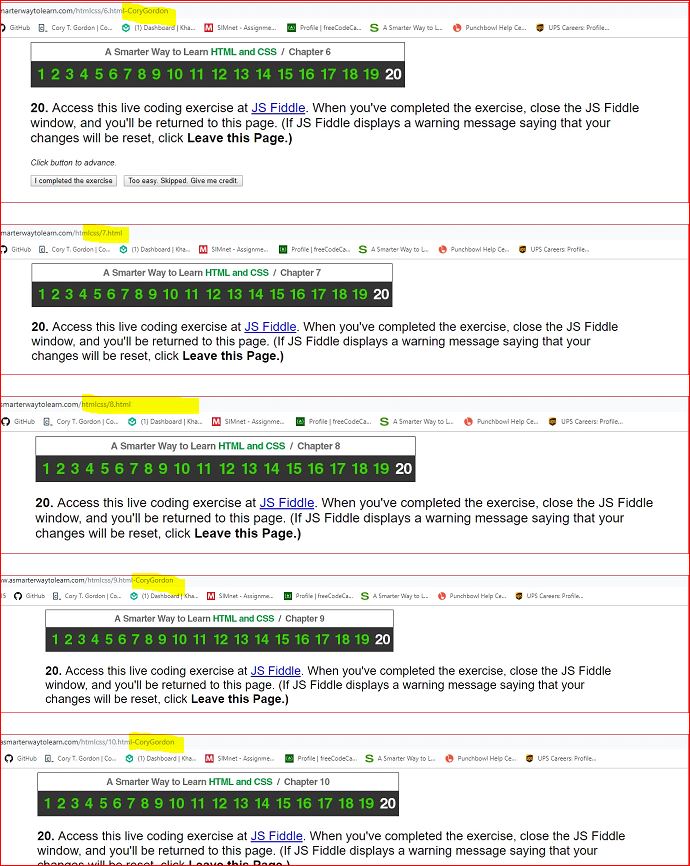 marterwaytolearn.com/htmlcss/6.html-CoryGordon
GitHub Cory T. Gordon | Co... (1) Dashboard | Kha... SIMnet - Assignme... Profile | freeCodeCa... A Smarter Way to L... Punchbowl Help Ce... UPS Careers: Profile...
A Smarter Way to Learn HTML and CSS / Chapter 6
1 2 3 4 5 6 7 8 9 10 11 12 13 14 15 16 17 18 19 20
20. Access this live coding exercise at JS Fiddle. When you've completed the exercise, close the JS Fiddle
window, and you'll be returned to this page. (If JS Fiddle displays a warning message saying that your
changes will be reset, click Leave this Page.)
Click button to advance.
I completed the exercise Too easy. Skipped. Give me credit.
marterwaytolearn.com/htmlcss/7.html
GitHub Cory T. Gordon | Co... (1) Dashboard | Kha... SIMnet - Assignme... Profile | freeCodeCa... A Smarter Way to L... Punchbowl Help Ce... UPS Careers: Profile...
A Smarter Way to Learn HTML and CSS / Chapter 7
1 2 3 4 5 6 7 8 9 10 11 12 13 14 15 16 17 18 19 20
20. Access this live coding exercise at JS Fiddle. When you've completed the exercise, close the JS Fiddle
window, and you'll be returned to this page. (If JS Fiddle displays a warning message saying that your
changes will be reset, click Leave this Page.)
smarterwaytolearn.com/htmlcss/8.html
GitHub Cory T. Gordon | Co... (1) Dashboard | Kha... SIMnet - Assignme... Profile | freeCodeCa... A Smarter Way to L... Punchbowl Help Ce... UPS Careers: Profile...
A Smarter Way to Learn HTML and CSS / Chapter 8
1 2 3 4 5 6 7 8 9 10 11 12 13 14 15 16 17 18 19 20
20. Access this live coding exercise at JS Fiddle. When you've completed the exercise, close the JS Fiddle
window, and you'll be returned to this page. (If JS Fiddle displays a warning message saying that your
changes will be reset, click Leave this Page.)
w.asmarterwaytolearn.com/htmlcss/9.html-CoryGordon
GitHub Cory T. Gordon | Co... (1) Dashboard | Kha... SIMnet - Assignme... Profile | freeCodeCa... A Smarter Way to L... Punchbowl Help Ce... UPS Careers: Profile...
A Smarter Way to Learn HTML and CSS / Chapter 9
1 2 3 4 5 6 7 8 9 10 11 12 13 14 15 16 17 18 19 20
20. Access this live coding exercise at JS Fiddle. When you've completed the exercise, close the JS Fiddle
window, and you'll be returned to this page. (If JS Fiddle displays a warning message saying that your
changes will be reset, click Leave this Page.)
asmarterwaytolearn.com/htmlcss/10.html-CoryGordon
GitHub Cory T. Gordon | Co... (1) Dashboard | Kha... SIMnet - Assignme... Profile | freeCodeCa... A Smarter Way to L... Punchbowl Help Ce... UPS Careers: Profile...
A Smarter Way to Learn HTML and CSS / Chapter 10
1 2 3 4 5 6 7 8 9 10 11 12 13 14 15 16 17 18 19 20
20. Access this live coding exercise at JS Fiddle. When you've completed the exercise, close the JS Fiddle
window, and you'll be returned to this page. (If JS Fiddle displays a warning message saying that your
changes will be reset, click Leave this Page.)